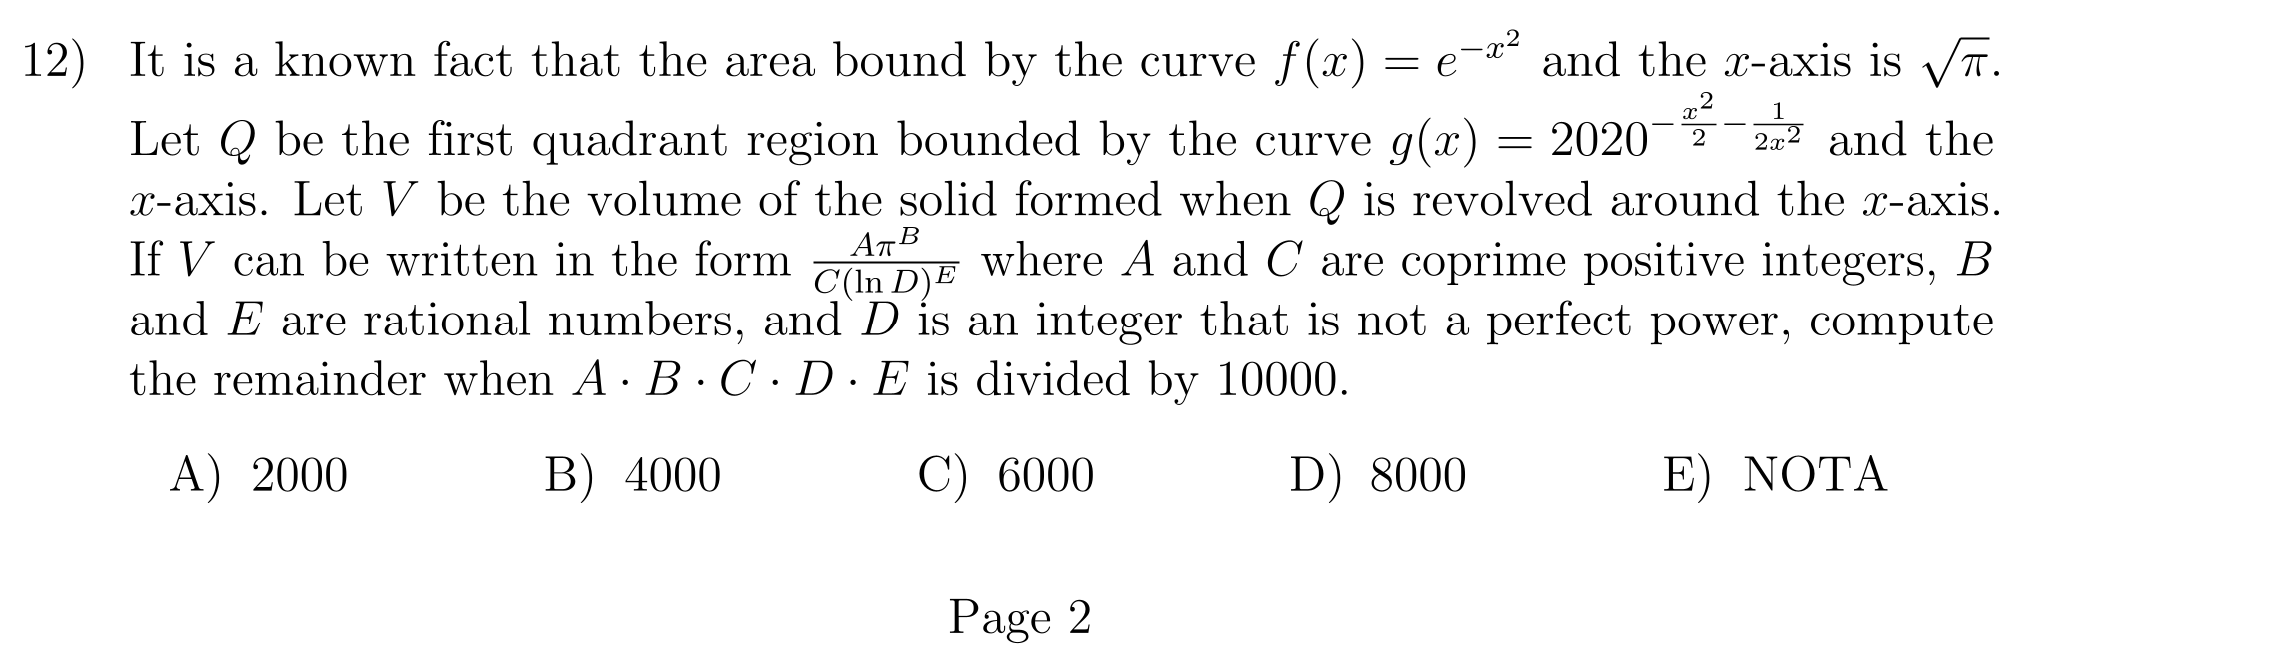 12) It is a known fact that the area bound by the curve $f(x) = e^{-x^2}$ and the $x$-axis is $\sqrt{\pi}$.
Let $Q$ be the first quadrant region bounded by the curve $g(x) = 2020^{-\frac{x^2}{2}-\frac{1}{2x^2}}$ and the
$x$-axis. Let $V$ be the volume of the solid formed when $Q$ is revolved around the $x$-axis.
If $V$ can be written in the form $\frac{A\pi^B}{C(\ln D)^E}$ where $A$ and $C$ are coprime positive integers, $B$
and $E$ are rational numbers, and $D$ is an integer that is not a perfect power, compute
the remainder when $A \cdot B \cdot C \cdot D \cdot E$ is divided by 10000.
A) 2000 B) 4000 C) 6000 D) 8000 E) NOTA
Page 2